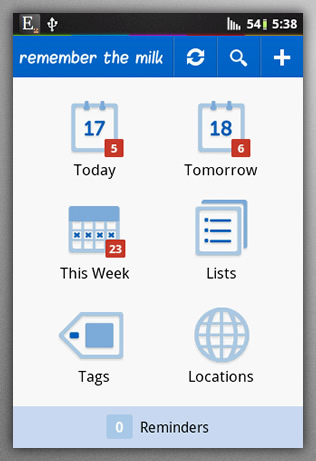 E 54 5:38
remember the milk
17 18
5 6
Today Tomorrow
23
This Week Lists
Tags Locations
0 Reminders